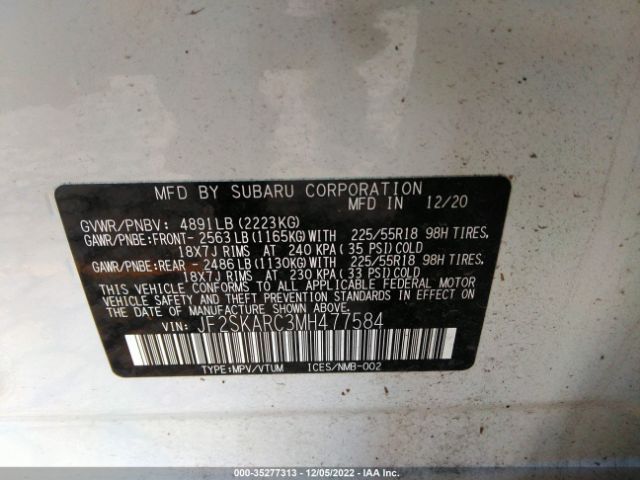 MFD BY SUBARU CORPORATION
MFD IN 12/20
GVWR/PNBV: 4891LB (2223KG)
GAWR/PNBE:FRONT- 2563LB (1165KG)WITH 225/55R18 98H TIRES,
18X7J RIMS AT 240 KPA (35 PSI)COLD
GAWR/PNBE:REAR - 2486LB (1130KG)WITH 225/55R18 98H TIRES,
18X7J RIMS AT 230 KPA (33 PSI)COLD
THIS VEHICLE CONFORMS TO ALL APPLICABLE FEDERAL MOTOR
VEHICLE SAFETY AND THEFT PREVENTION STANDARDS IN EFFECT ON
THE DATE OF MANUFACTURE SHOWN ABOVE.
VIN: JF2SKARC3MH477584
TYPE:MPV/VTUM ICES/NMB-002
000-35277313 - 12/05/2022 - IAA Inc.